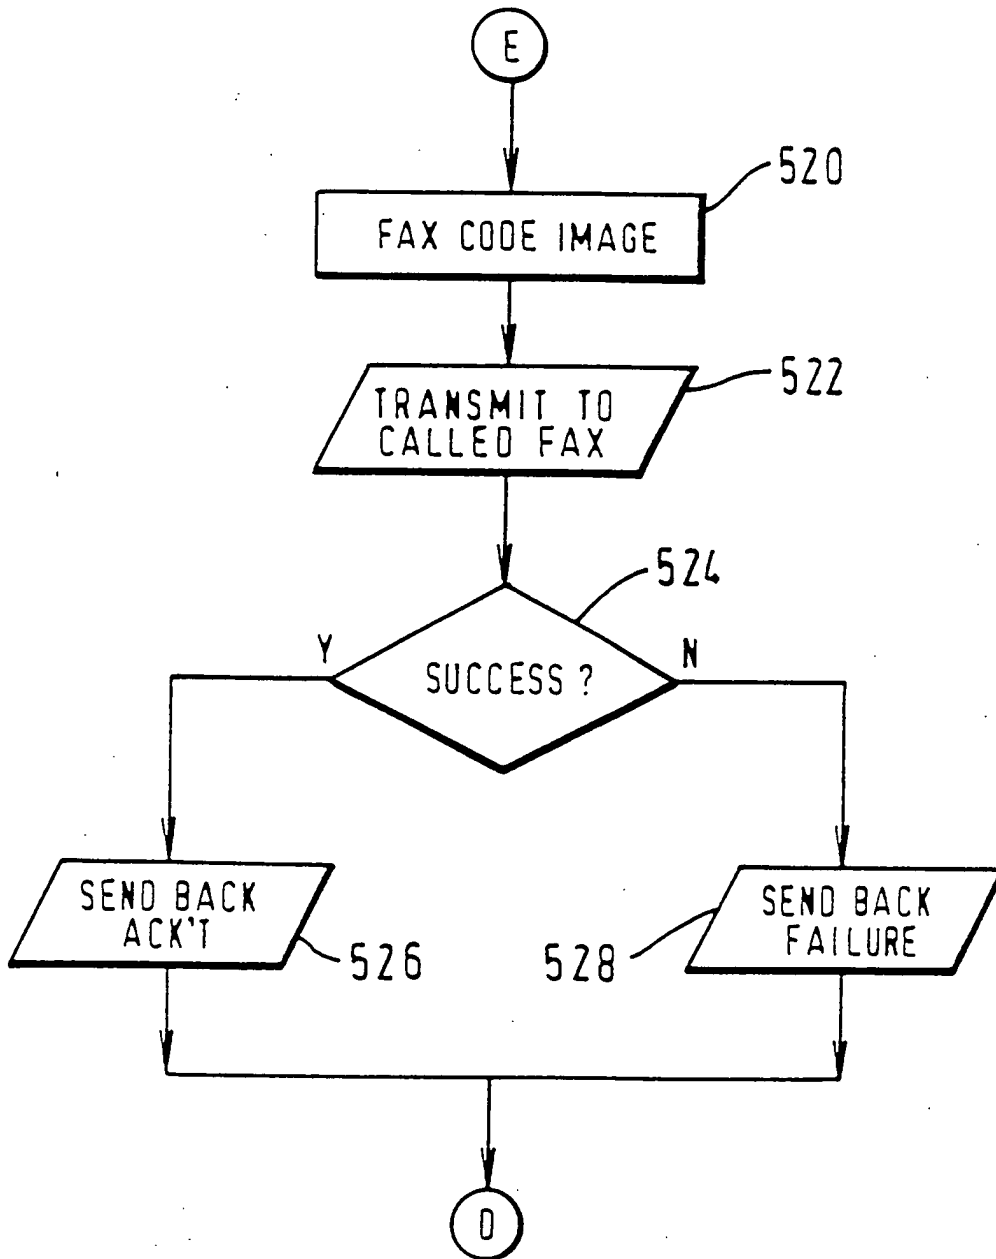 E
520
FAX CODE IMAGE
522
TRANSMIT TO
CALLED FAX
524
Y
N
SUCCESS ?
SEND BACK
ACK'T
526
SEND BACK
FAILURE
528
D